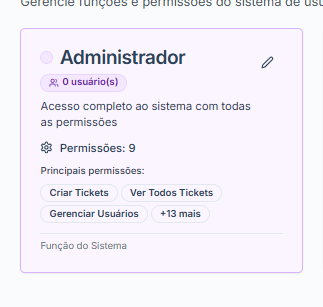 Gerencie funções e permissões do sistema de usu
Administrador
0 usuário(s)
Acesso completo ao sistema com todas
as permissões
Permissões: 9
Principais permissões:
Criar Tickets
Ver Todos Tickets
Gerenciar Usuários
+13 mais
Função do Sistema